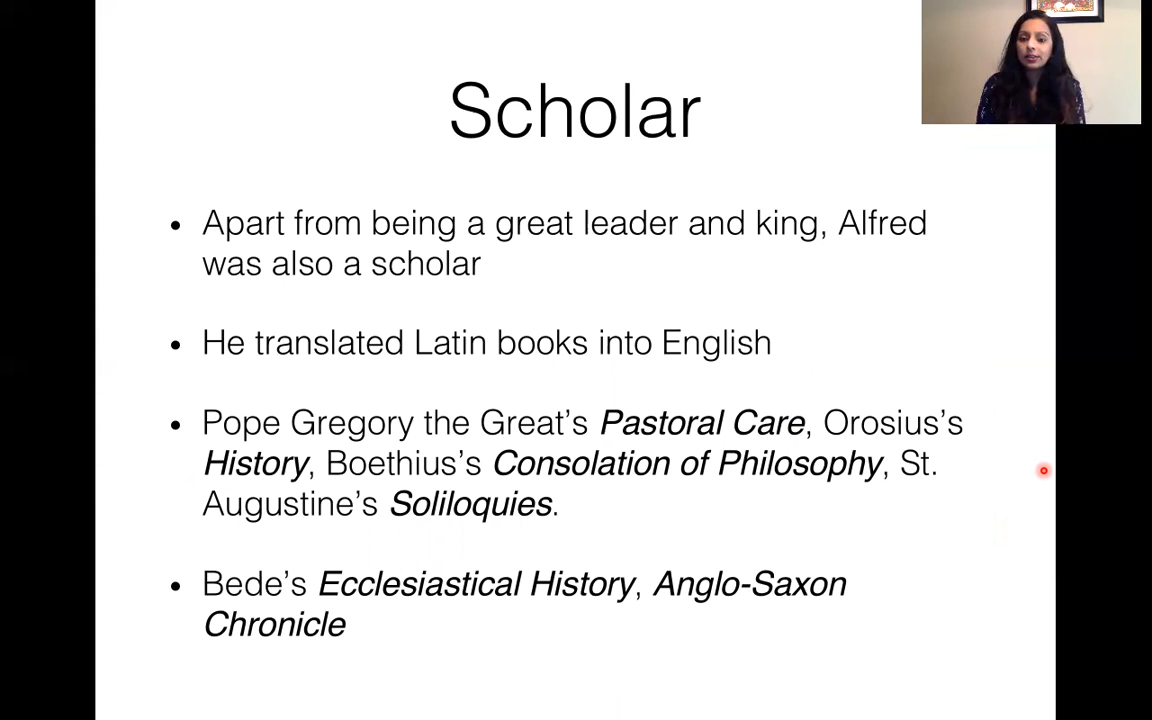 Scholar
• Apart from being a great leader and king, Alfred
was also a scholar
• He translated Latin books into English
• Pope Gregory the Great’s Pastoral Care, Orosius’s
History, Boethius’s Consolation of Philosophy, St.
Augustine’s Soliloquies.
• Bede’s Ecclesiastical History, Anglo-Saxon
Chronicle